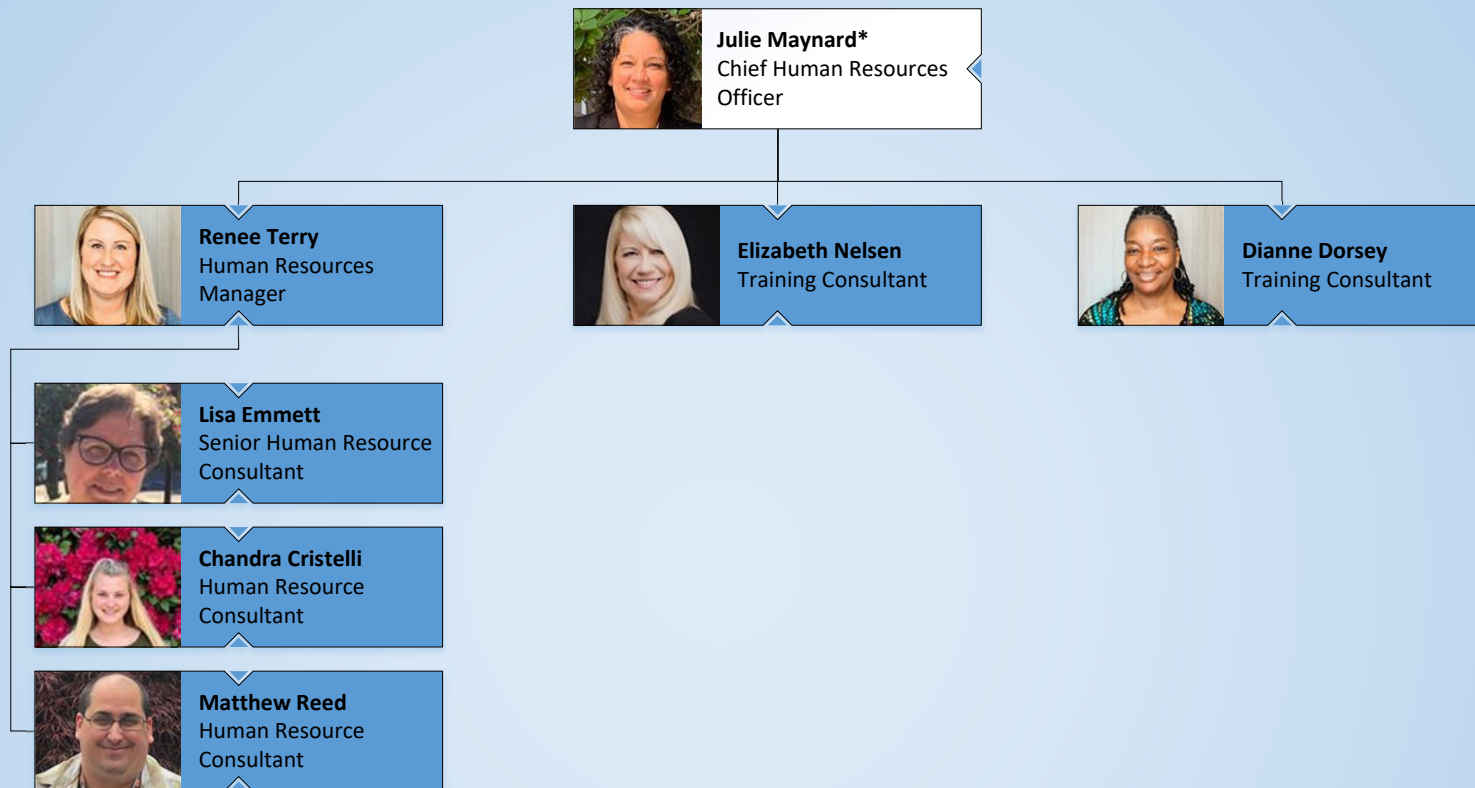 Julie Maynard*
Chief Human Resources
Officer
Renee Terry
Human Resources
Manager
Elizabeth Nelsen
Training Consultant
Dianne Dorsey
Training Consultant
Lisa Emmett
Senior Human Resource
Consultant
Chandra Cristelli
Human Resource
Consultant
Matthew Reed
Human Resource
Consultant